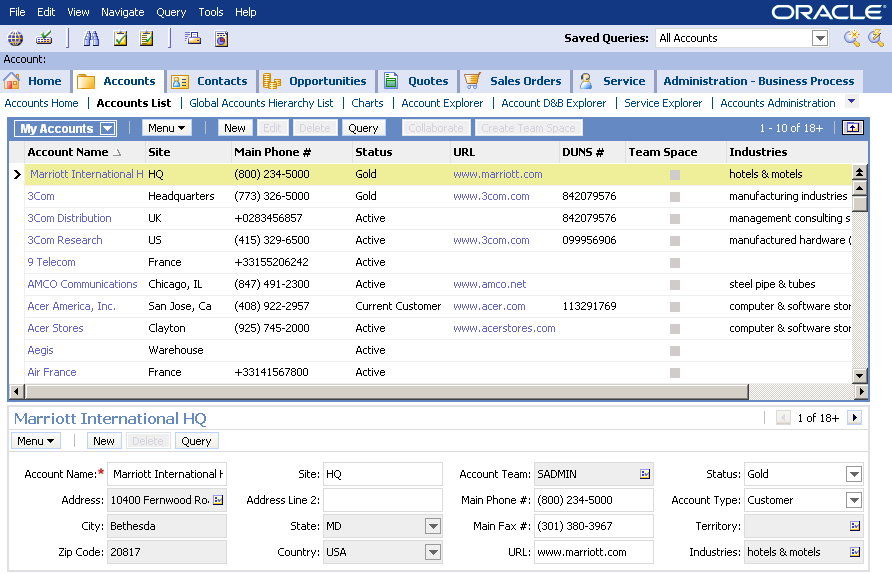 File Edit View Navigate Query Tools Help ORACLE
Saved Queries: All Accounts
Account:
Home Accounts Contacts Opportunities Quotes Sales Orders Service Administration - Business Process
Accounts Home Accounts List Global Accounts Hierarchy List Charts Account Explorer Account D&B Explorer Service Explorer Accounts Administration
My Accounts Menu New Edit Delete Query Collaborate Create Team Space 1 - 10 of 18+
Account Name Site Main Phone # Status URL DUNS # Team Space Industries
Marriott International H HQ (800) 234-5000 Gold www.marriott.com hotels & motels
3Com Headquarters (773) 326-5000 Gold www.3com.com 842079576 manufacturing industries
3Com Distribution UK +0283456857 Active 842079576 management consulting s
3Com Research US (415) 329-6500 Active www.3com.com 099956906 manufactured hardware (
9 Telecom France +33155206242 Active
AMCO Communications Chicago, IL (847) 491-2300 Active www.amco.net steel pipe & tubes
Acer America, Inc. San Jose, Ca (408) 922-2957 Current Customer www.acer.com 113291769 computer & software stor
Acer Stores Clayton (925) 745-2000 Active www.acerstores.com computer & software stor
Aegis Warehouse Active
Air France France +33141567800 Active
Marriott International HQ 1 of 18+
Menu New Delete Query
Account Name:* Marriott International H Site: HQ Account Team: SADMIN Status: Gold
Address: 10400 Fernwood Ro Address Line 2: Main Phone #: (800) 234-5000 Account Type: Customer
City: Bethesda State: MD Main Fax #: (301) 380-3967 Territory:
Zip Code: 20817 Country: USA URL: www.marriott.com Industries: hotels & motels